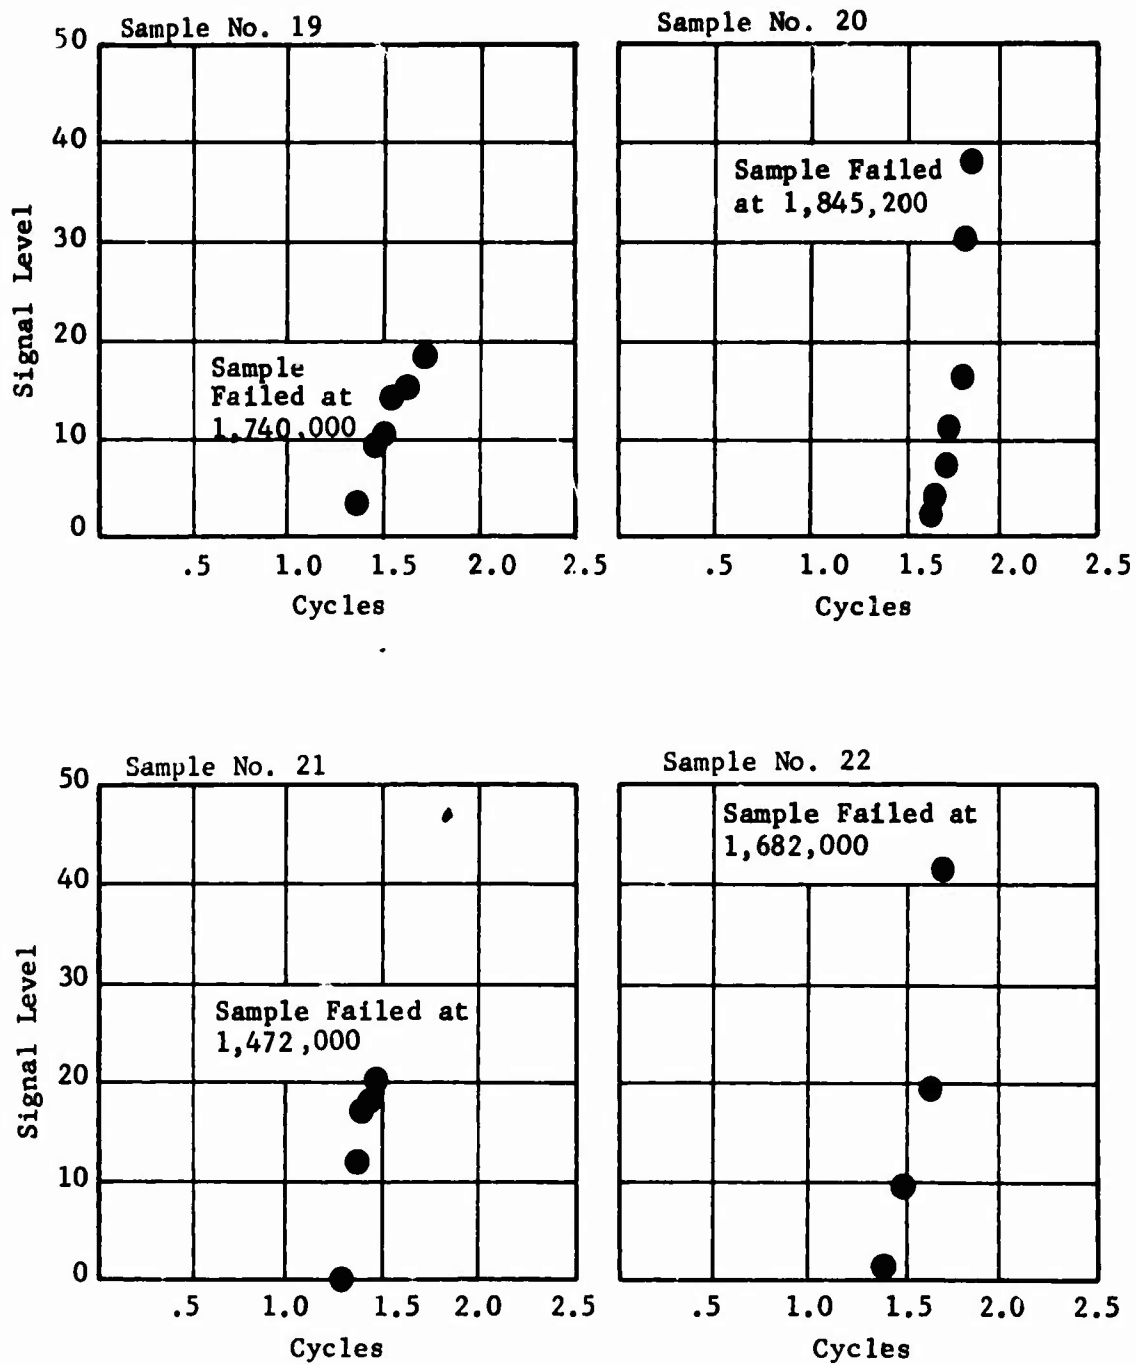 Sample No. 19
50
40
30
20
10
0
Signal Level
Sample
Failed at
1,740,000
.5 1.0 1.5 2.0 2.5
Cycles
Sample No. 20
Sample Failed
at 1,845,200
.5 1.0 1.5 2.0 2.5
Cycles
Sample No. 21
50
40
30
20
10
0
Signal Level
Sample Failed at
1,472,000
.5 1.0 1.5 2.0 2.5
Cycles
Sample No. 22
Sample Failed at
1,682,000
.5 1.0 1.5 2.0 2.5
Cycles